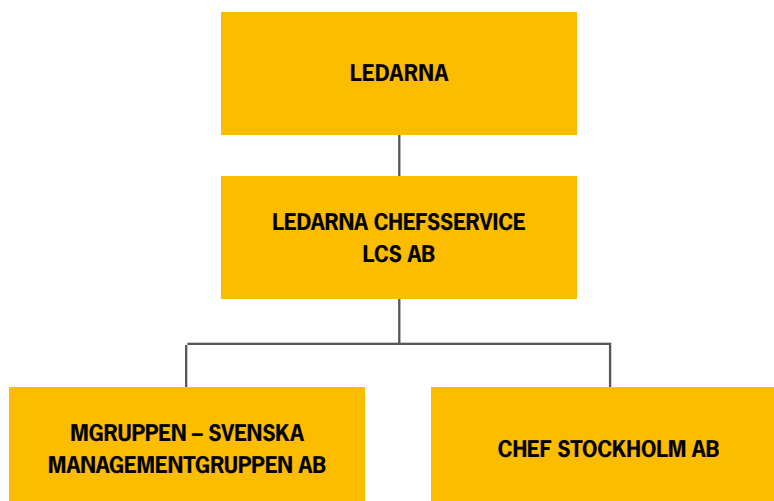 LEDARNA
LEDARNA CHEFSSERVICE
LCS AB
MGRUPPEN – SVENSKA
MANAGEMENTGRUPPEN AB
CHEF STOCKHOLM AB